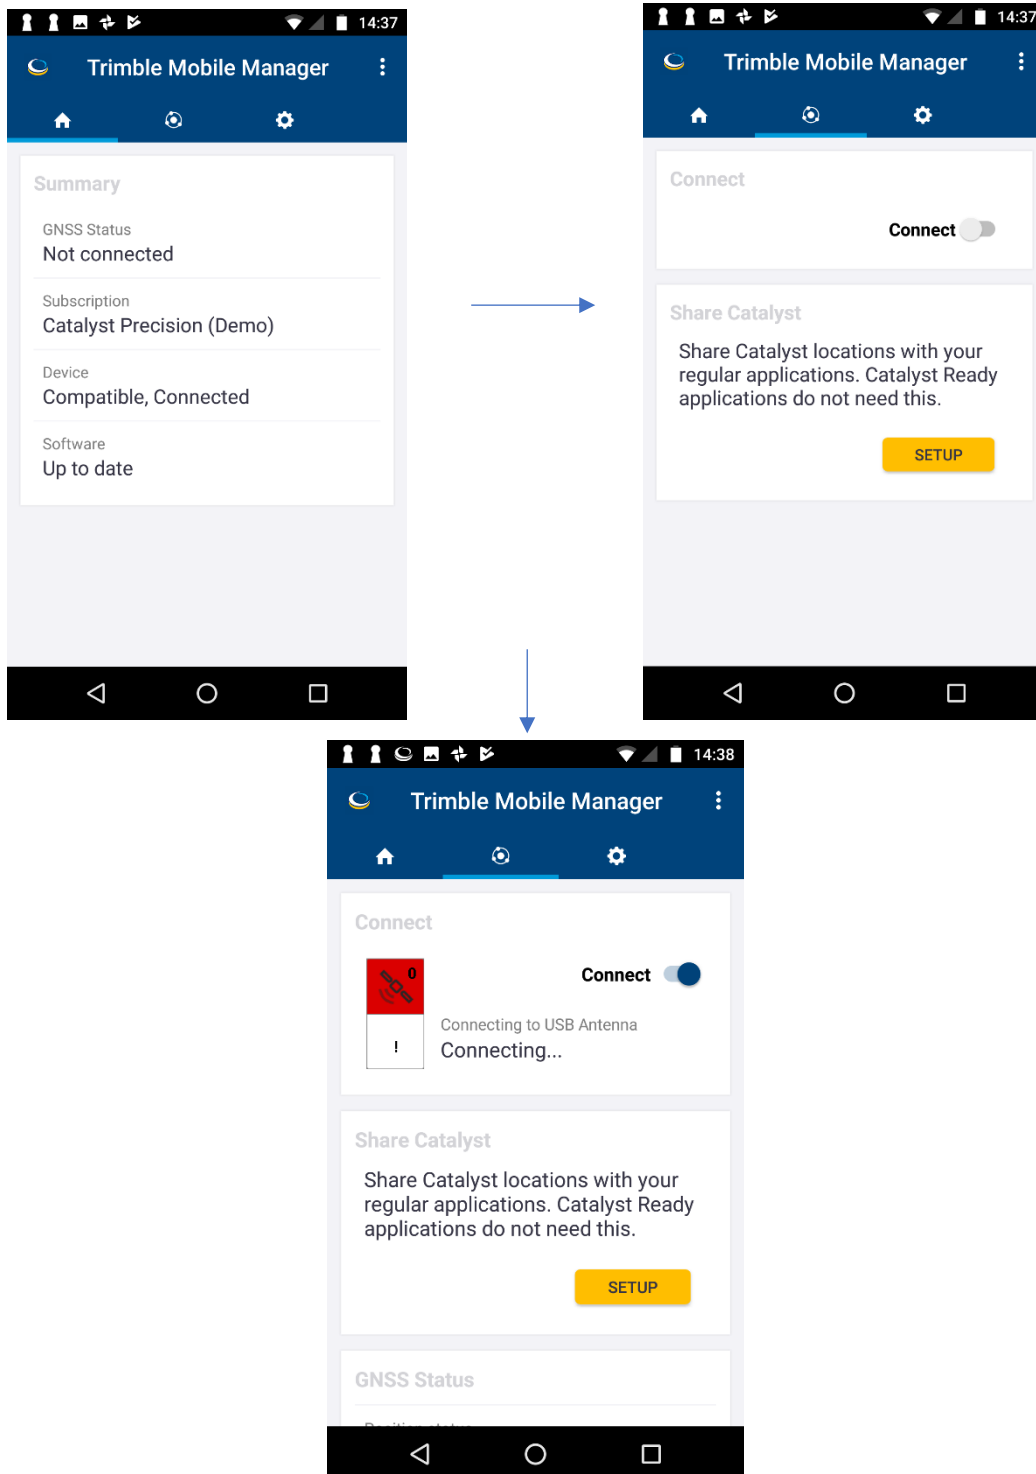 14:37
Trimble Mobile Manager
Summary
GNSS Status
Not connected
Subscription
Catalyst Precision (Demo)
Device
Compatible, Connected
Software
Up to date
14:37
Trimble Mobile Manager
Connect
Connect
Share Catalyst
Share Catalyst locations with your
regular applications. Catalyst Ready
applications do not need this.
SETUP
14:38
Trimble Mobile Manager
Connect
0
Connect
Connecting to USB Antenna
!
Connecting...
Share Catalyst
Share Catalyst locations with your
regular applications. Catalyst Ready
applications do not need this.
SETUP
GNSS Status